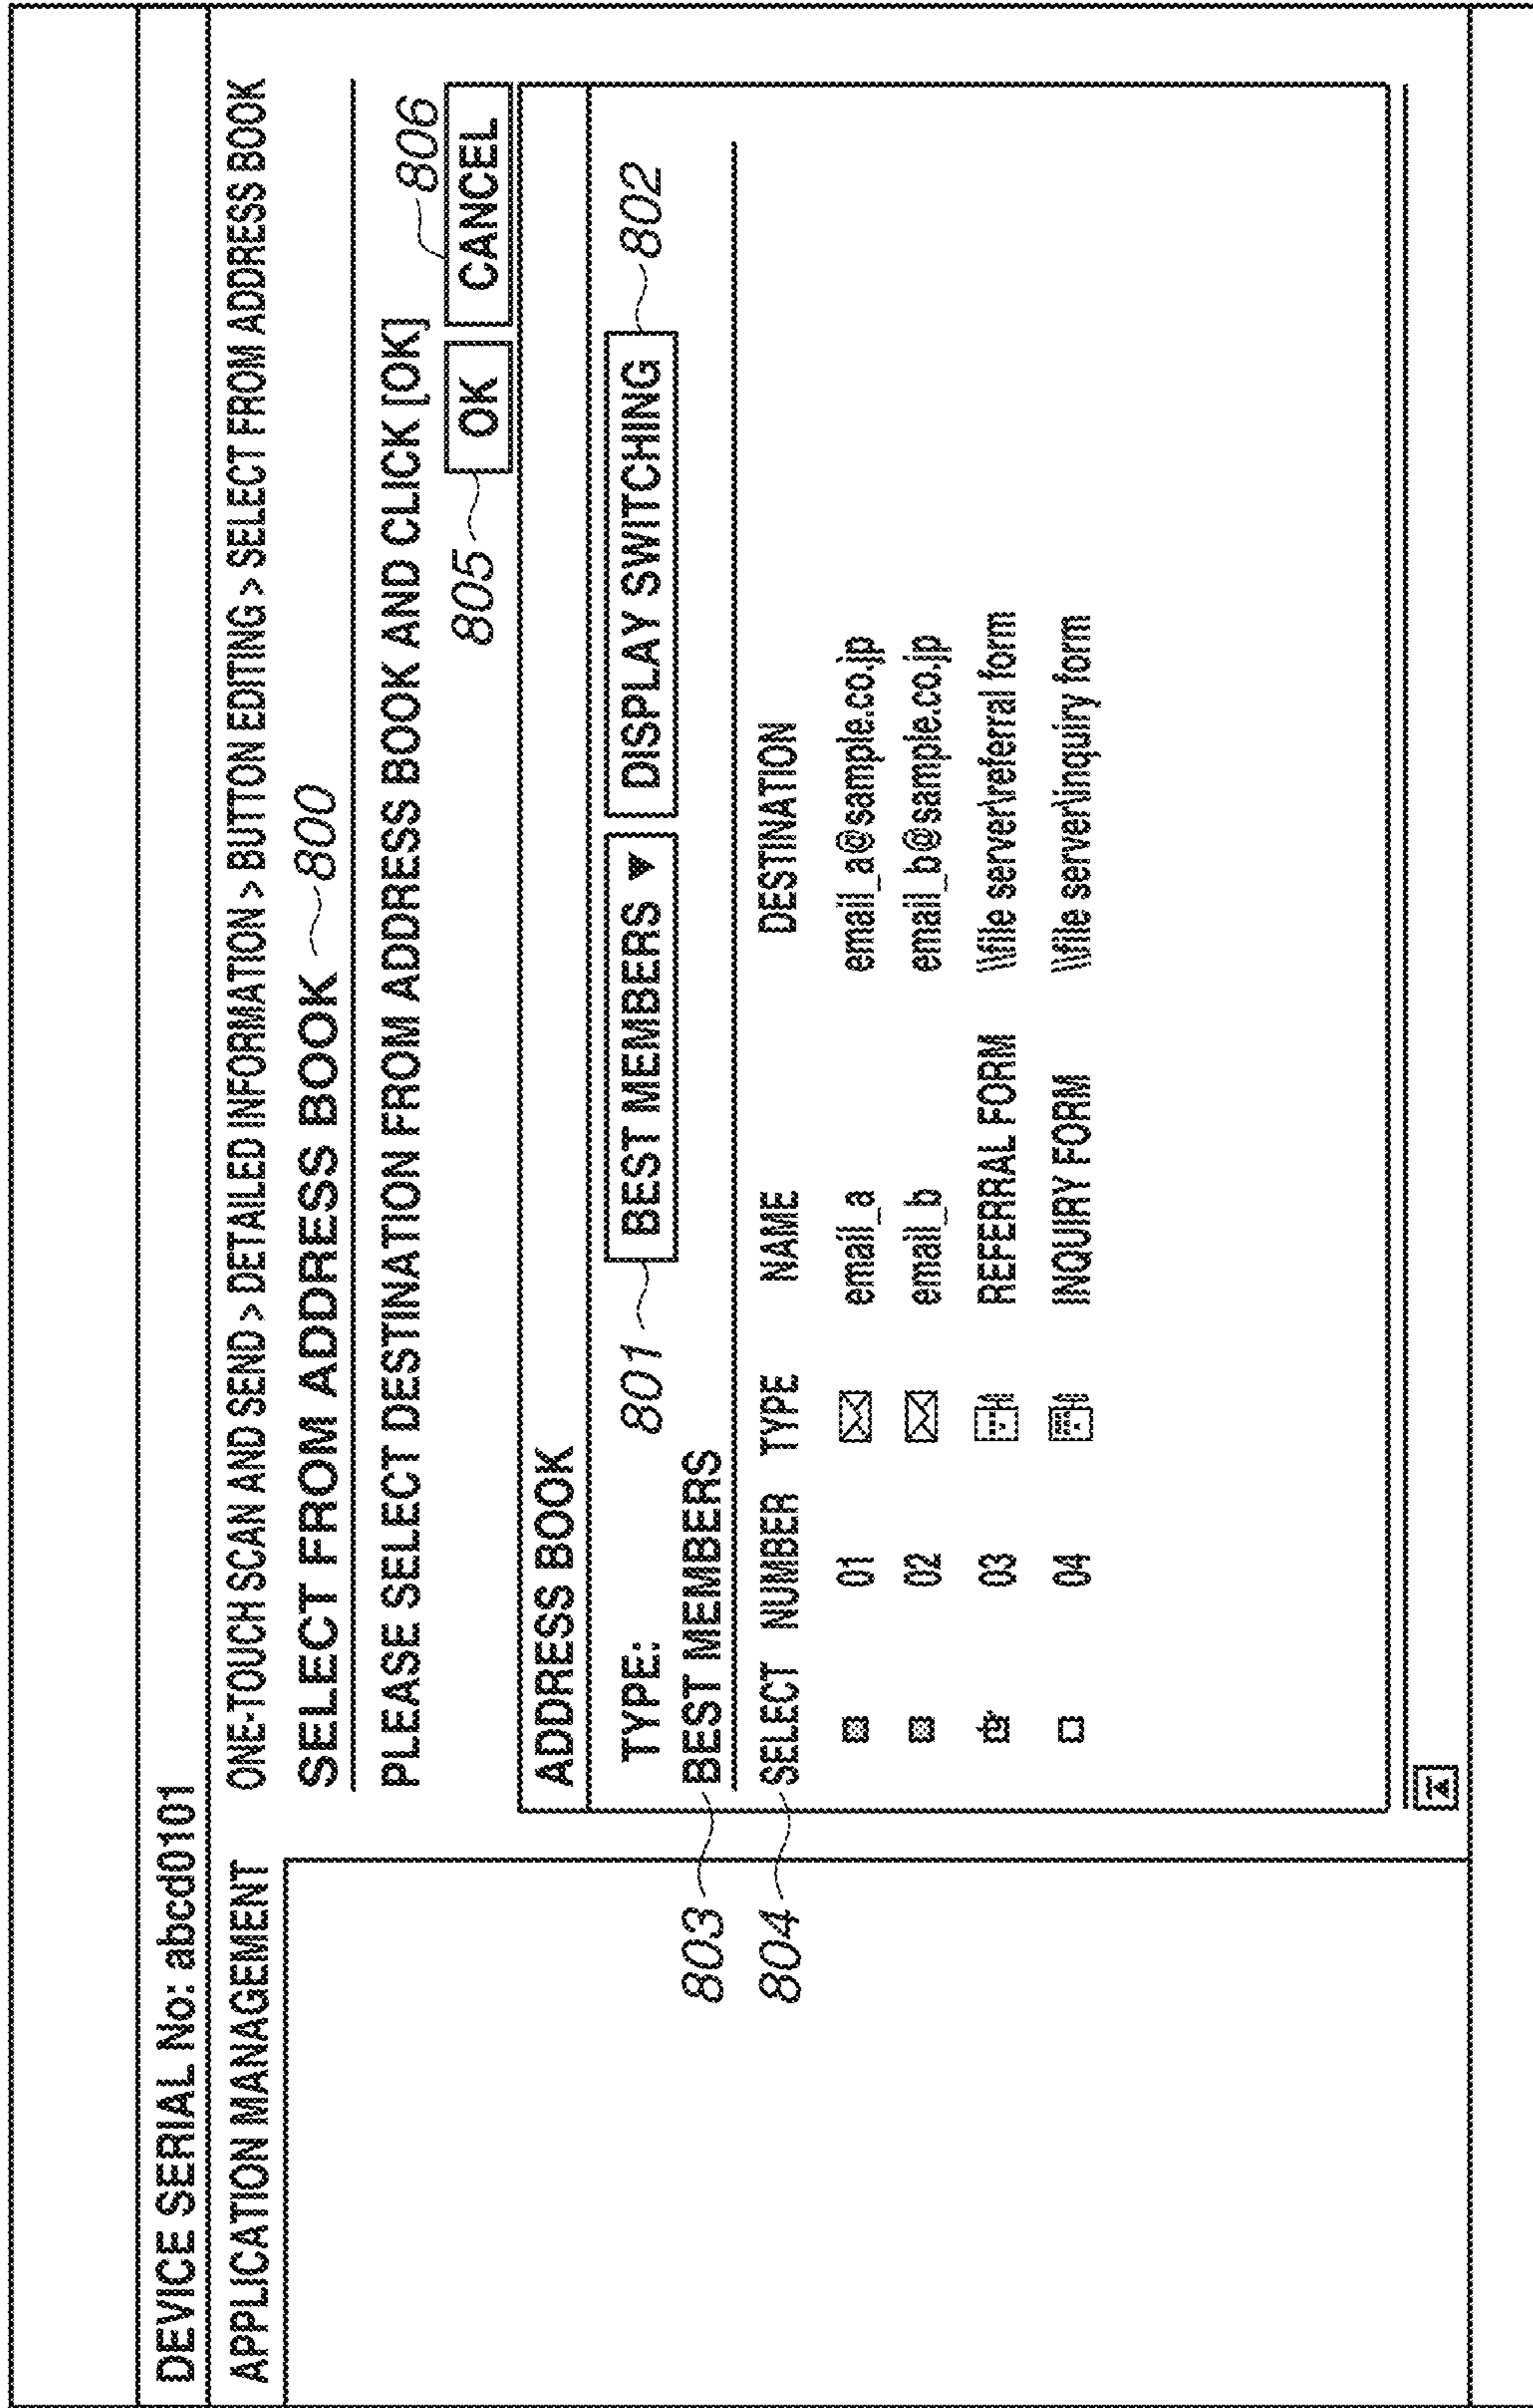 DEVICE SERIAL No: abcd0101
APPLICATION MANAGEMENT
ONE-TOUCH SCAN AND SEND > DETAILED INFORMATION > BUTTON EDITING > SELECT FROM ADDRESS BOOK
SELECT FROM ADDRESS BOOK 800
PLEASE SELECT DESTINATION FROM ADDRESS BOOK AND CLICK [OK]
806
805 OK CANCEL
ADDRESS BOOK
TYPE: 801 BEST MEMBERS ▼ DISPLAY SWITCHING 802
803 BEST MEMBERS
804 SELECT NUMBER TYPE NAME DESTINATION
01 email_a email_a@sample.co.jp
02 email_b email_b@sample.co.jp
03 REFERRAL FORM \\file server\referral form
04 INQUIRY FORM \\file server\inquiry form